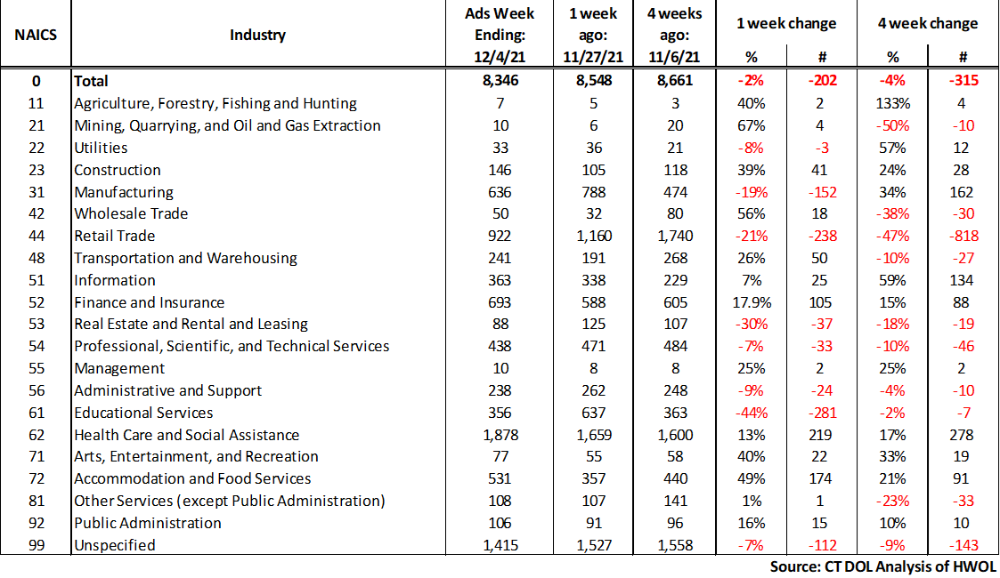 NAICS Industry Ads Week Ending: 12/4/21 1 week ago: 11/27/21 4 weeks ago: 11/6/21 1 week change 4 week change
% # % #
0 Total 8,346 8,548 8,661 -2% -202 -4% -315
11 Agriculture, Forestry, Fishing and Hunting 7 5 3 40% 2 133% 4
21 Mining, Quarrying, and Oil and Gas Extraction 10 6 20 67% 4 -50% -10
22 Utilities 33 36 21 -8% -3 57% 12
23 Construction 146 105 118 39% 41 24% 28
31 Manufacturing 636 788 474 -19% -152 34% 162
42 Wholesale Trade 50 32 80 56% 18 -38% -30
44 Retail Trade 922 1,160 1,740 -21% -238 -47% -818
48 Transportation and Warehousing 241 191 268 26% 50 -10% -27
51 Information 363 338 229 7% 25 59% 134
52 Finance and Insurance 693 588 605 17.9% 105 15% 88
53 Real Estate and Rental and Leasing 88 125 107 -30% -37 -18% -19
54 Professional, Scientific, and Technical Services 438 471 484 -7% -33 -10% -46
55 Management 10 8 8 25% 2 25% 2
56 Administrative and Support 238 262 248 -9% -24 -4% -10
61 Educational Services 356 637 363 -44% -281 -2% -7
62 Health Care and Social Assistance 1,878 1,659 1,600 13% 219 17% 278
71 Arts, Entertainment, and Recreation 77 55 58 40% 22 33% 19
72 Accommodation and Food Services 531 357 440 49% 174 21% 91
81 Other Services (except Public Administration) 108 107 141 1% 1 -23% -33
92 Public Administration 106 91 96 16% 15 10% 10
99 Unspecified 1,415 1,527 1,558 -7% -112 -9% -143
Source: CT DOL Analysis of HWOL